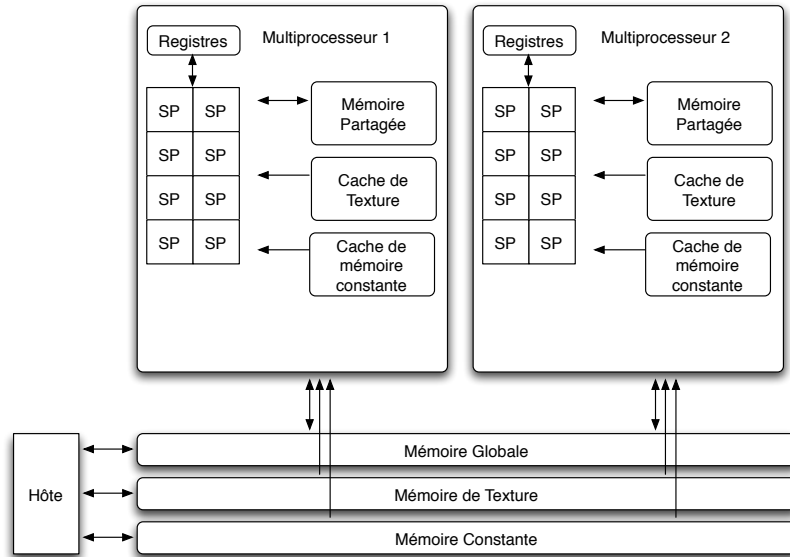 Registres
Multiprocesseur 1
SP SP
SP SP
SP SP
SP SP
Mémoire
Partagée
Cache de
Texture
Cache de
mémoire
constante
Registres
Multiprocesseur 2
SP SP
SP SP
SP SP
SP SP
Mémoire
Partagée
Cache de
Texture
Cache de
mémoire
constante
Hôte
Mémoire Globale
Mémoire de Texture
Mémoire Constante